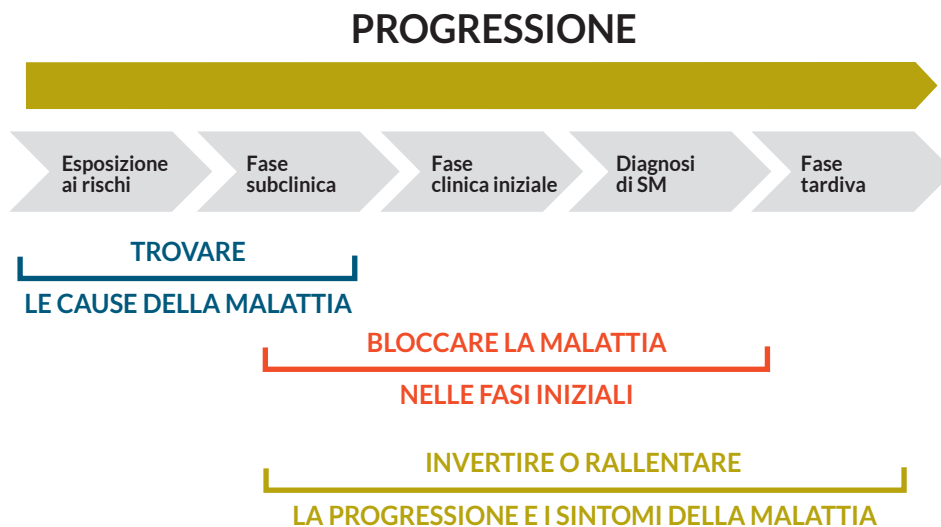 PROGRESSIONE
Esposizione
ai rischi
Fase
subclinica
Fase
clinica iniziale
Diagnosi
di SM
Fase
tardiva
TROVARE
LE CAUSE DELLA MALATTIA
BLOCCARE LA MALATTIA
NELLE FASI INIZIALI
INVERTIRE O RALLENTARE
LA PROGRESSIONE E I SINTOMI DELLA MALATTIA